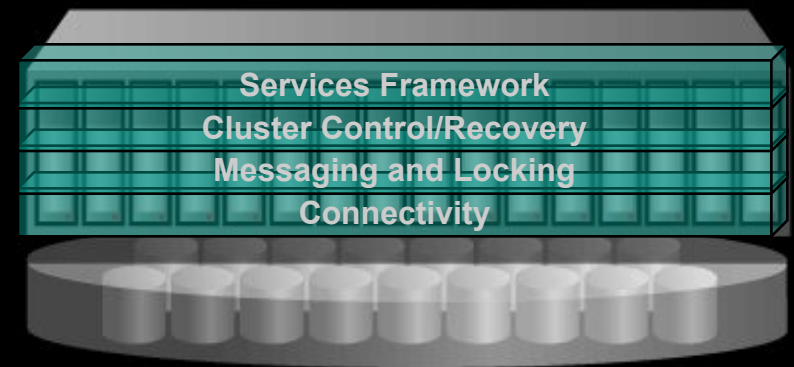 Services Framework
Cluster Control/Recovery
Messaging and Locking
Connectivity